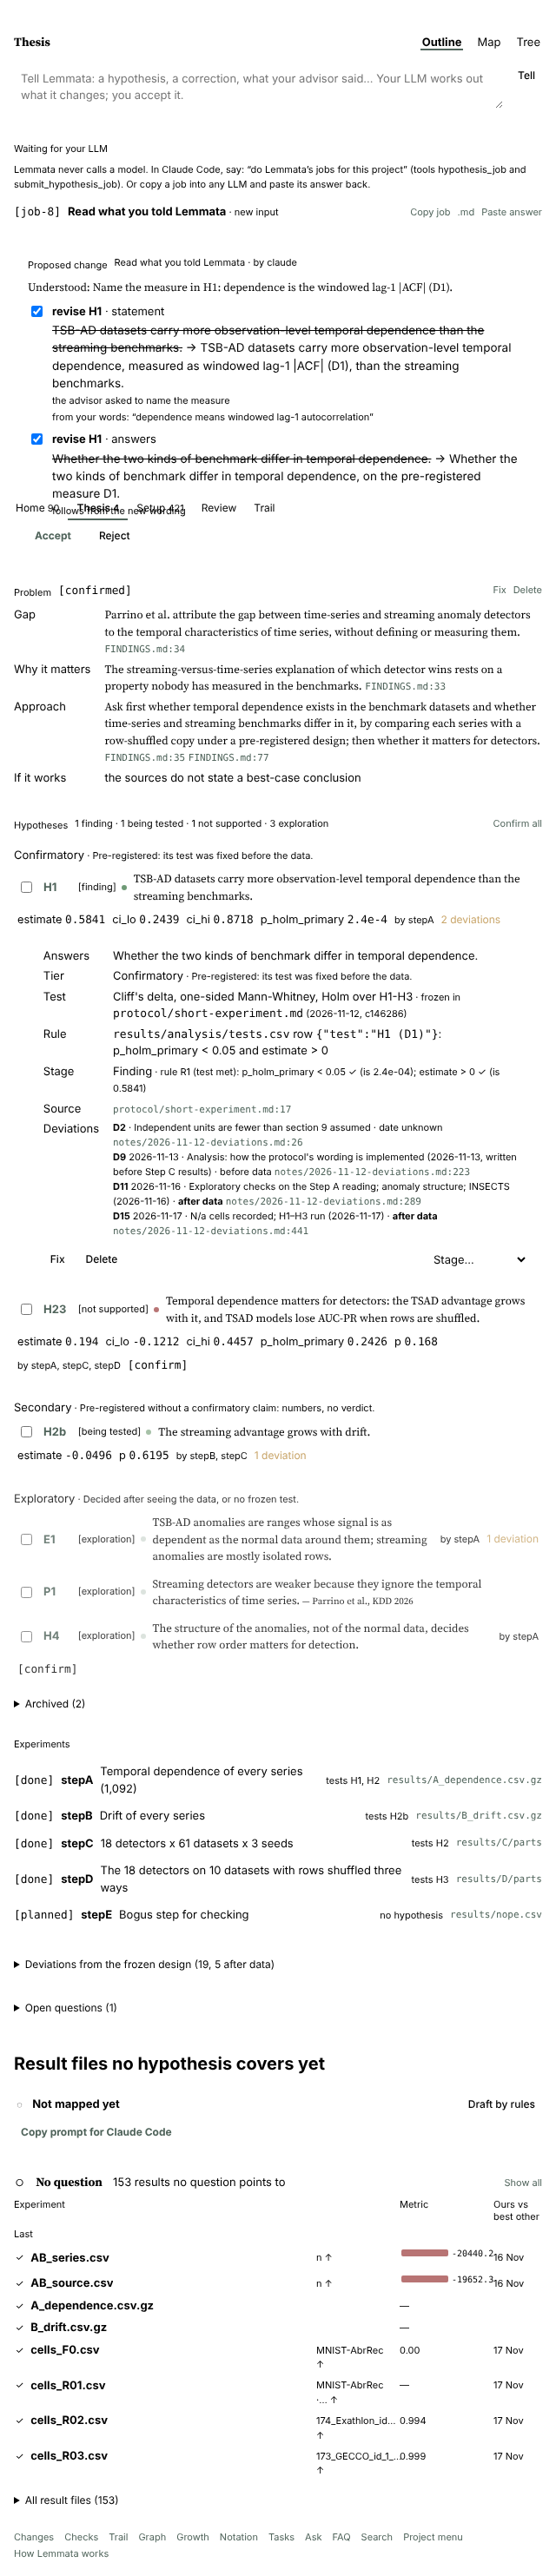 Thesis
Outline Map Tree
Tell Lemmata: a hypothesis, a correction, what your advisor said... Your LLM works out
what it changes; you accept it.
Tell
Waiting for your LLM
Lemmata never calls a model. In Claude Code, say: “do Lemmata’s jobs for this project” (tools hypothesis_job and
submit_hypothesis_job). Or copy a job into any LLM and paste its answer back.
[job-8] Read what you told Lemmata · new input Copy job .md Paste answer
Proposed change Read what you told Lemmata · by claude
Understood: Name the measure in H1: dependence is the windowed lag-1 |ACF| (D1).
revise H1 · statement
TSB-AD datasets carry more observation-level temporal dependence than the
streaming benchmarks. → TSB-AD datasets carry more observation-level temporal
dependence, measured as windowed lag-1 |ACF| (D1), than the streaming
benchmarks.
the advisor asked to name the measure
from your words: “dependence means windowed lag-1 autocorrelation”
revise H1 · answers
Whether the two kinds of benchmark differ in temporal dependence. → Whether the
two kinds of benchmark differ in temporal dependence, on the pre-registered
measure D1.
follows from the new wording
Home 90 Thesis 4 Setup 421 Review Trail
Accept Reject
Problem [confirmed] Fix Delete
Gap Parrino et al. attribute the gap between time-series and streaming anomaly detectors
to the temporal characteristics of time series, without defining or measuring them.
FINDINGS.md:34
Why it matters The streaming-versus-time-series explanation of which detector wins rests on a
property nobody has measured in the benchmarks. FINDINGS.md:33
Approach Ask first whether temporal dependence exists in the benchmark datasets and whether
time-series and streaming benchmarks differ in it, by comparing each series with a
row-shuffled copy under a pre-registered design; then whether it matters for detectors.
FINDINGS.md:35 FINDINGS.md:77
If it works the sources do not state a best-case conclusion
Hypotheses 1 finding · 1 being tested · 1 not supported · 3 exploration Confirm all
Confirmatory · Pre-registered: its test was fixed before the data.
H1 [finding] TSB-AD datasets carry more observation-level temporal dependence than the
streaming benchmarks.
estimate 0.5841 ci_lo 0.2439 ci_hi 0.8718 p_holm_primary 2.4e-4 by stepA 2 deviations
Answers Whether the two kinds of benchmark differ in temporal dependence.
Tier Confirmatory · Pre-registered: its test was fixed before the data.
Test Cliff's delta, one-sided Mann-Whitney, Holm over H1-H3 · frozen in
protocol/short-experiment.md (2026-11-12, c146286)
Rule results/analysis/tests.csv row {"test":"H1 (D1)"}:
p_holm_primary < 0.05 and estimate > 0
Stage Finding · rule R1 (test met): p_holm_primary < 0.05 ✓ (is 2.4e-04); estimate > 0 ✓ (is
0.5841)
Source protocol/short-experiment.md:17
Deviations D2 · Independent units are fewer than section 9 assumed · date unknown
notes/2026-11-12-deviations.md:26
D9 2026-11-13 · Analysis: how the protocol's wording is implemented (2026-11-13, written
before Step C results) · before data notes/2026-11-12-deviations.md:223
D11 2026-11-16 · Exploratory checks on the Step A reading; anomaly structure; INSECTS
(2026-11-16) · after data notes/2026-11-12-deviations.md:289
D15 2026-11-17 · N/a cells recorded; H1–H3 run (2026-11-17) · after data
notes/2026-11-12-deviations.md:441
Fix Delete Stage...
H23 [not supported] Temporal dependence matters for detectors: the TSAD advantage grows
with it, and TSAD models lose AUC-PR when rows are shuffled.
estimate 0.194 ci_lo -0.1212 ci_hi 0.4457 p_holm_primary 0.2426 p 0.168
by stepA, stepC, stepD [confirm]
Secondary · Pre-registered without a confirmatory claim: numbers, no verdict.
H2b [being tested] The streaming advantage grows with drift.
estimate -0.0496 p 0.6195 by stepB, stepC 1 deviation
Exploratory · Decided after seeing the data, or no frozen test.
E1 [exploration] TSB-AD anomalies are ranges whose signal is as
dependent as the normal data around them; streaming
anomalies are mostly isolated rows.
by stepA 1 deviation
P1 [exploration] Streaming detectors are weaker because they ignore the temporal
characteristics of time series. — Parrino et al., KDD 2026
H4 [exploration] The structure of the anomalies, not of the normal data, decides
whether row order matters for detection.
by stepA
[confirm]
Archived (2)
Experiments
[done] stepA Temporal dependence of every series
(1,092)
tests H1, H2 results/A_dependence.csv.gz
[done] stepB Drift of every series tests H2b results/B_drift.csv.gz
[done] stepC 18 detectors x 61 datasets x 3 seeds tests H2 results/C/parts
[done] stepD The 18 detectors on 10 datasets with rows shuffled three
ways
tests H3 results/D/parts
[planned] stepE Bogus step for checking no hypothesis results/nope.csv
Deviations from the frozen design (19, 5 after data)
Open questions (1)
Result files no hypothesis covers yet
Not mapped yet Draft by rules
Copy prompt for Claude Code
No question 153 results no question points to Show all
Experiment Metric Ours vs
best other
Last
✓ AB_series.csv n ↑ -20440.2 16 Nov
✓ AB_source.csv n ↑ -19652.3 16 Nov
✓ A_dependence.csv.gz —
✓ B_drift.csv.gz —
✓ cells_F0.csv MNIST-AbrRec
↑
0.00 17 Nov
✓ cells_R01.csv MNIST-AbrRec
·... ↑
— 17 Nov
✓ cells_R02.csv 174_Exathlon_id...
↑
0.994 17 Nov
✓ cells_R03.csv 173_GECCO_id_1_...
↑
0.999 17 Nov
All result files (153)
Changes Checks Trail Graph Growth Notation Tasks Ask FAQ Search Project menu
How Lemmata works